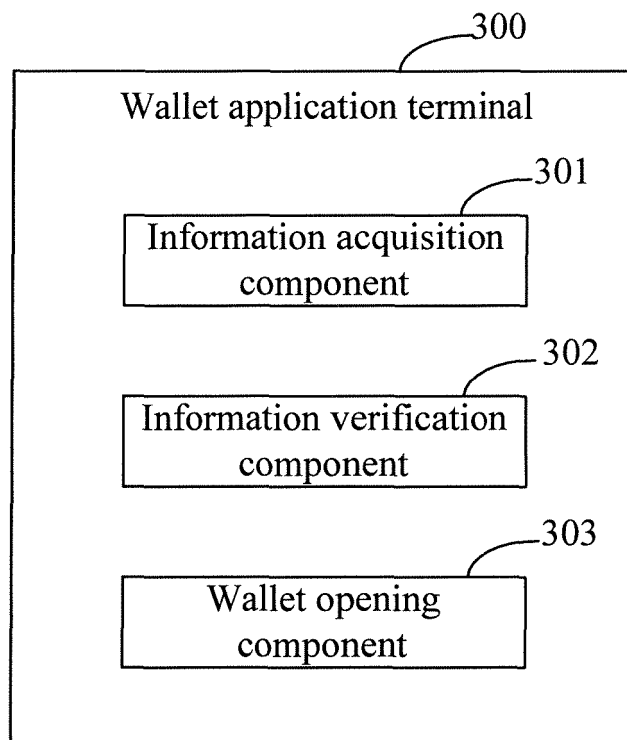 300
Wallet application terminal
301
Information acquisition
component
302
Information verification
component
303
Wallet opening
component